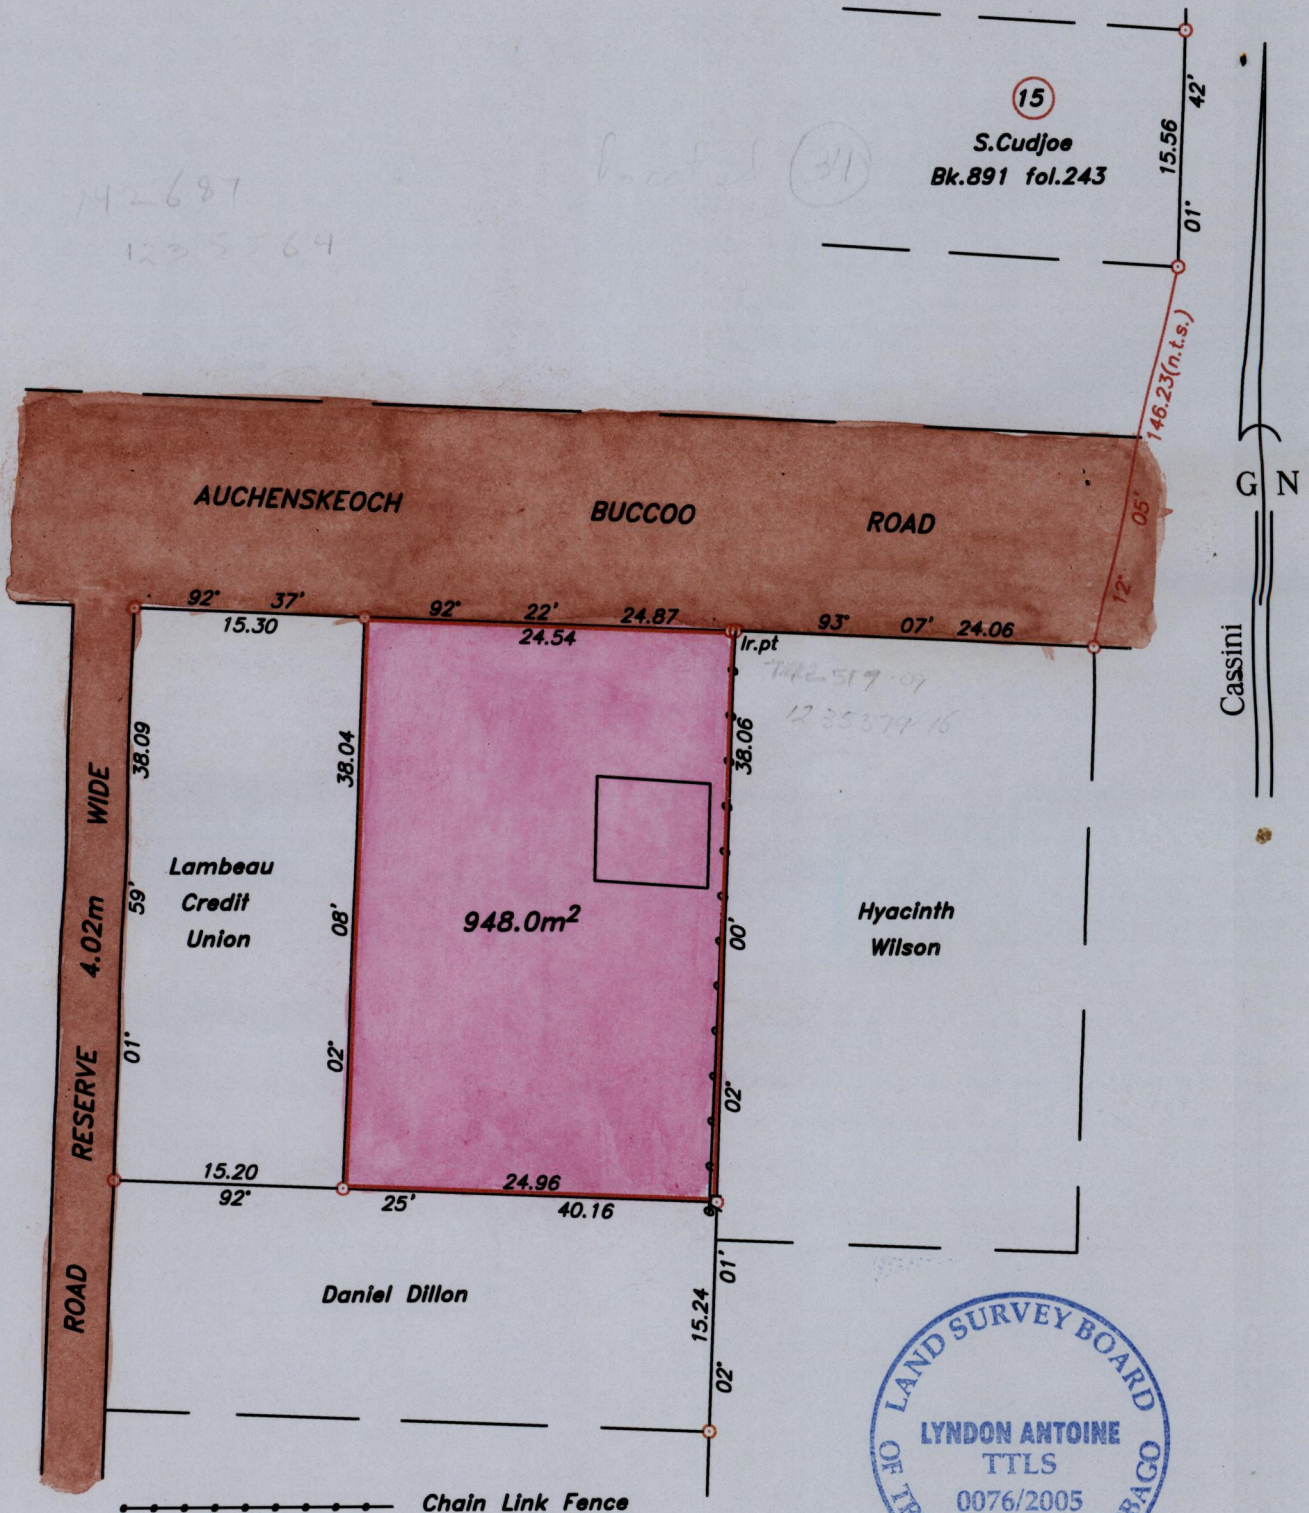 15
S.Cudjoe
Bk.891 fol.243
01° 15.56 42'
146.23(n.t.s.)
12° 05'
G N
Cassini
34
AUCHENSKEOCH BUCCOO ROAD
92° 37'
15.30
92° 22' 24.87
24.54
Ir.pt
93° 07' 24.06
ROAD RESERVE 4.02m WIDE
01° 59' 38.09
02° 08' 38.04
02° 00' 38.06
Lambeau
Credit
Union
948.0m²
Hyacinth
Wilson
15.20
92° 25'
24.96
40.16
Daniel Dillon
02° 15.24 01'
Chain Link Fence
LAND SURVEY BOARD
LYNDON ANTOINE
TTLS
0076/2005